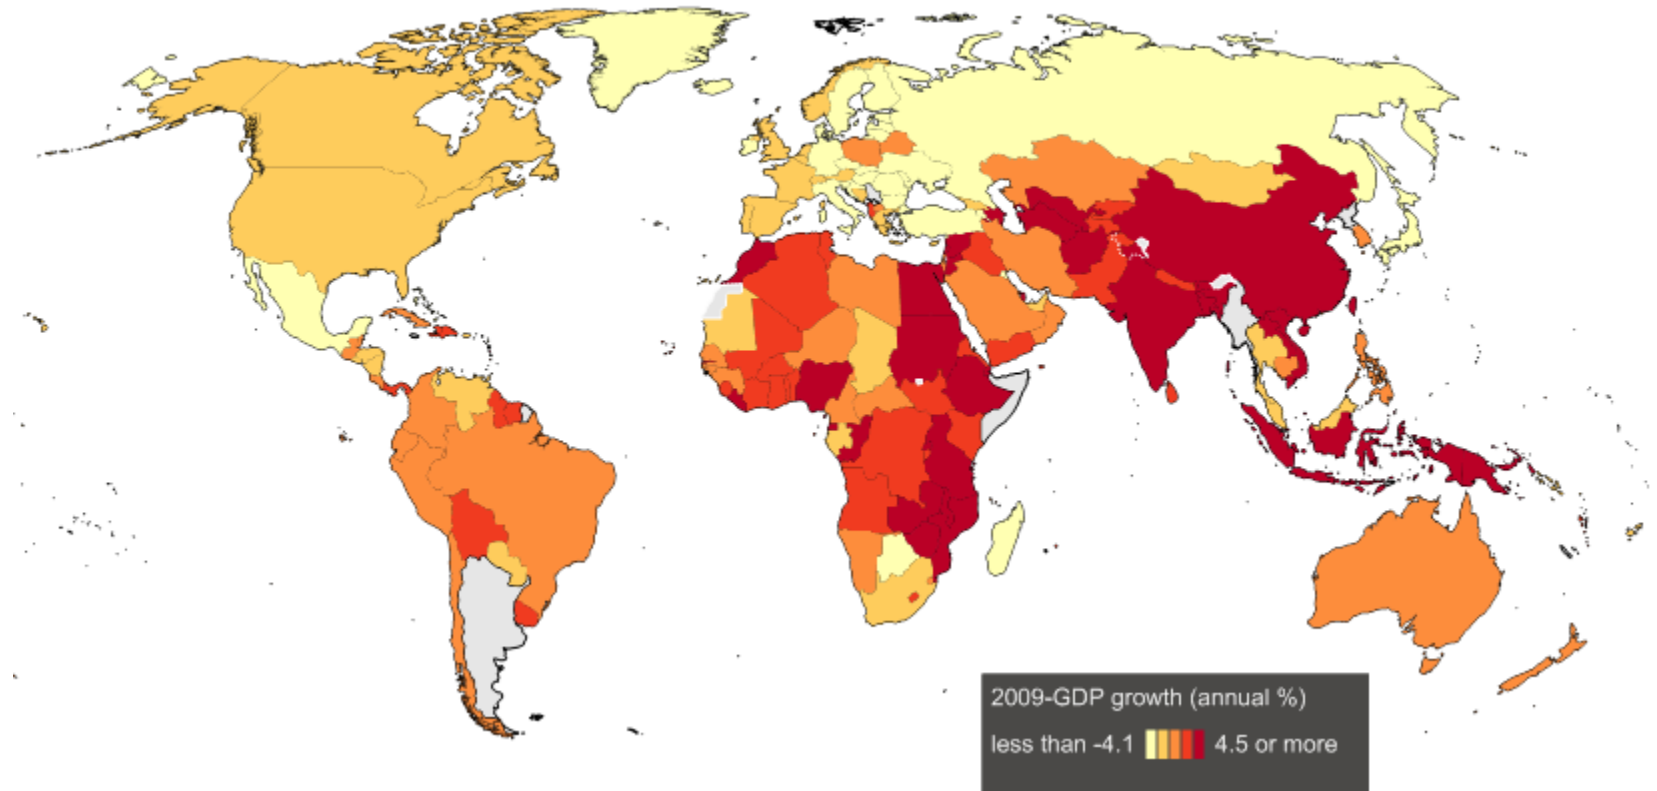 2009-GDP growth (annual %)
less than -4.1 4.5 or more